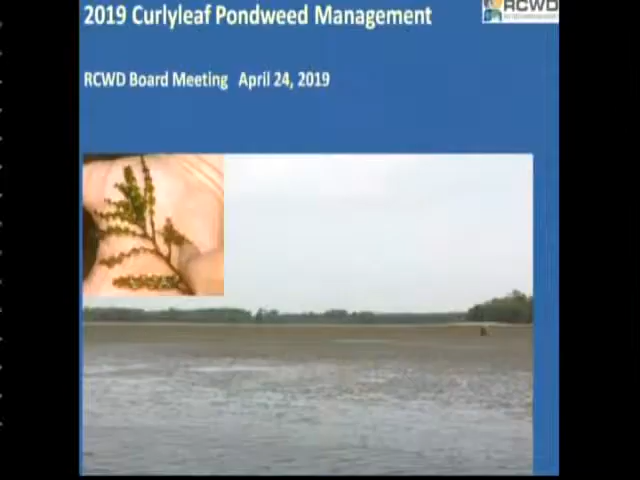 2019 Curlyleaf Pondweed Management
RCWD
RCWD Board Meeting April 24, 2019